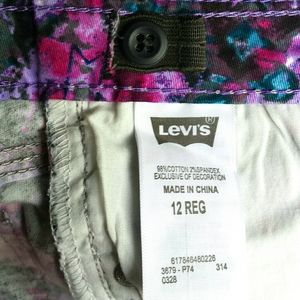 LEVI'S®
98%COTTON 2%SPANDEX
EXCLUSIVE OF DECORATION
MADE IN CHINA
12 REG
617846480226
3679 - P74 314
0328